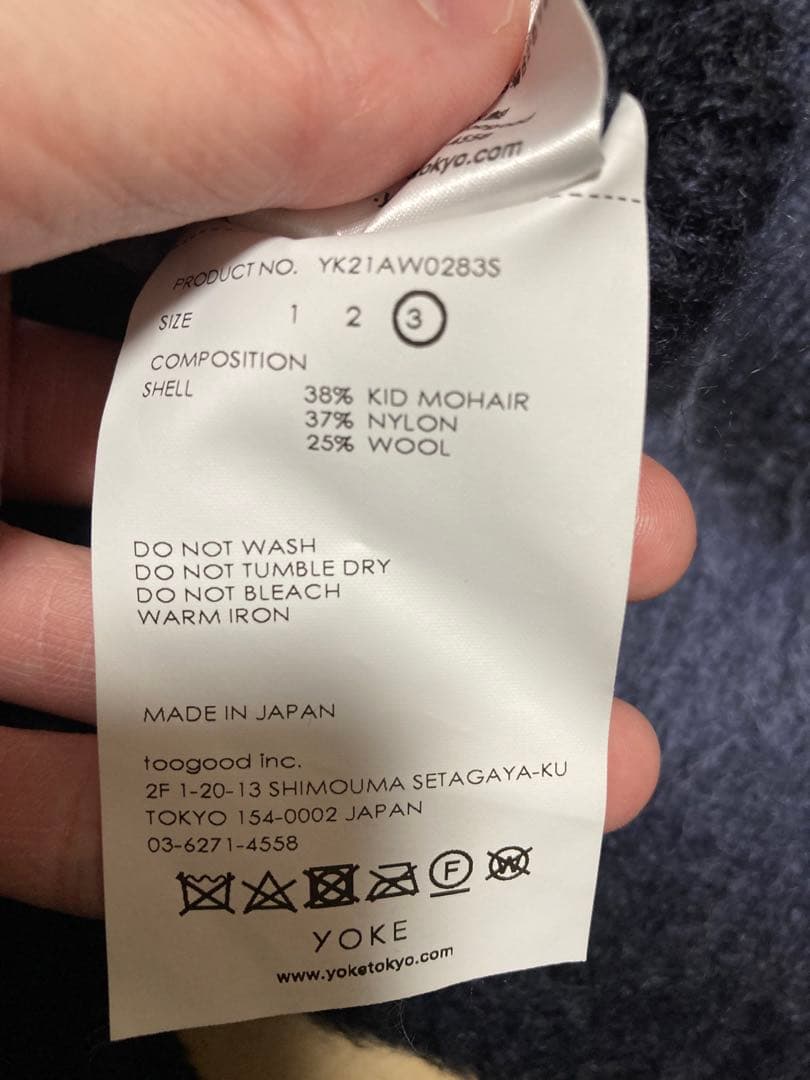 okyo.com
PRODUCT NO. YK21AW0283S
SIZE 1 2 3
COMPOSITION
SHELL 38% KID MOHAIR
37% NYLON
25% WOOL
DO NOT WASH
DO NOT TUMBLE DRY
DO NOT BLEACH
WARM IRON
MADE IN JAPAN
toogood inc.
2F 1-20-13 SHIMOUMA SETAGAYA-KU
TOKYO 154-0002 JAPAN
03-6271-4558
F W
YOKE
www.yoketokyo.com